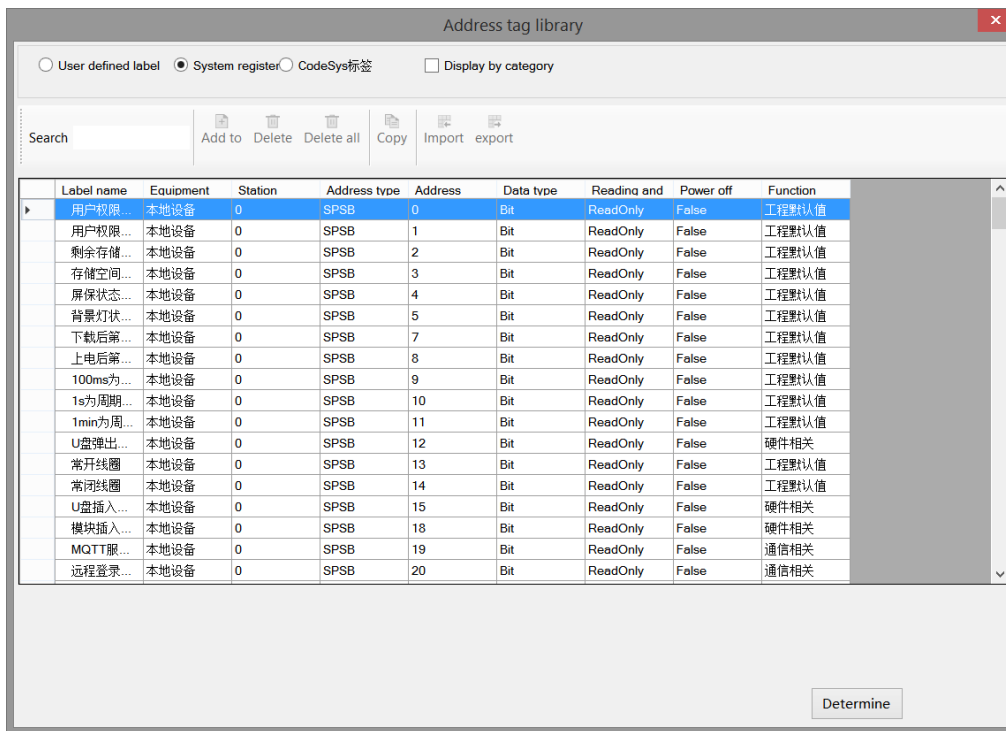 Address tag library
User defined label System register CodeSys标签 Display by category
Search Add to Delete Delete all Copy Import export
Label name Equipment Station Address type Address Data type Reading and Power off Function
用户权限... 本地设备 0 SPSB 0 Bit ReadOnly False 工程默认值
用户权限... 本地设备 0 SPSB 1 Bit ReadOnly False 工程默认值
剩余存储... 本地设备 0 SPSB 2 Bit ReadOnly False 工程默认值
存储空间... 本地设备 0 SPSB 3 Bit ReadOnly False 工程默认值
屏保状态... 本地设备 0 SPSB 4 Bit ReadOnly False 工程默认值
背景灯状... 本地设备 0 SPSB 5 Bit ReadOnly False 工程默认值
下载后第... 本地设备 0 SPSB 7 Bit ReadOnly False 工程默认值
上电后第... 本地设备 0 SPSB 8 Bit ReadOnly False 工程默认值
100ms为... 本地设备 0 SPSB 9 Bit ReadOnly False 工程默认值
1s为周期... 本地设备 0 SPSB 10 Bit ReadOnly False 工程默认值
1min为周... 本地设备 0 SPSB 11 Bit ReadOnly False 工程默认值
U盘弹出... 本地设备 0 SPSB 12 Bit ReadOnly False 硬件相关
常开线圈 本地设备 0 SPSB 13 Bit ReadOnly False 工程默认值
常闭线圈 本地设备 0 SPSB 14 Bit ReadOnly False 工程默认值
U盘插入... 本地设备 0 SPSB 15 Bit ReadOnly False 硬件相关
模块插入... 本地设备 0 SPSB 18 Bit ReadOnly False 硬件相关
MQTT服... 本地设备 0 SPSB 19 Bit ReadOnly False 通信相关
远程登录... 本地设备 0 SPSB 20 Bit ReadOnly False 通信相关
Determine